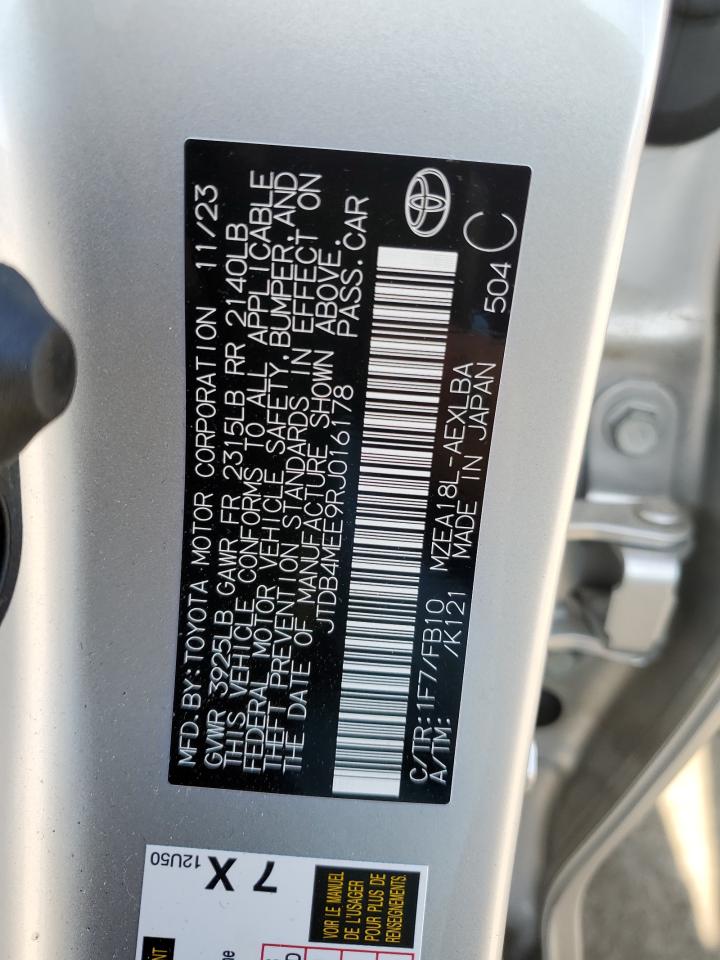 MFD.BY:TOYOTA MOTOR CORPORATION 11/23
GVWR 3925LB GAWR FR 2315LB RR 2140LB
THIS VEHICLE CONFORMS TO ALL APPLICABLE
FEDERAL MOTOR VEHICLE SAFETY,BUMPER,AND
THEFT PREVENTION STANDARDS IN EFFECT ON
THE DATE OF MANUFACTURE SHOWN ABOVE.
JTDB4MEE9RJ016178 PASS.CAR
C/TR:1F7/FB10 MZEA18L-AEXLBA 504 C
A/TM: /K121 MADE IN JAPAN
7 X
12U50
VOIR LE MANUEL
DE L'USAGER
POUR PLUS DE
RENSEIGNEMENTS.